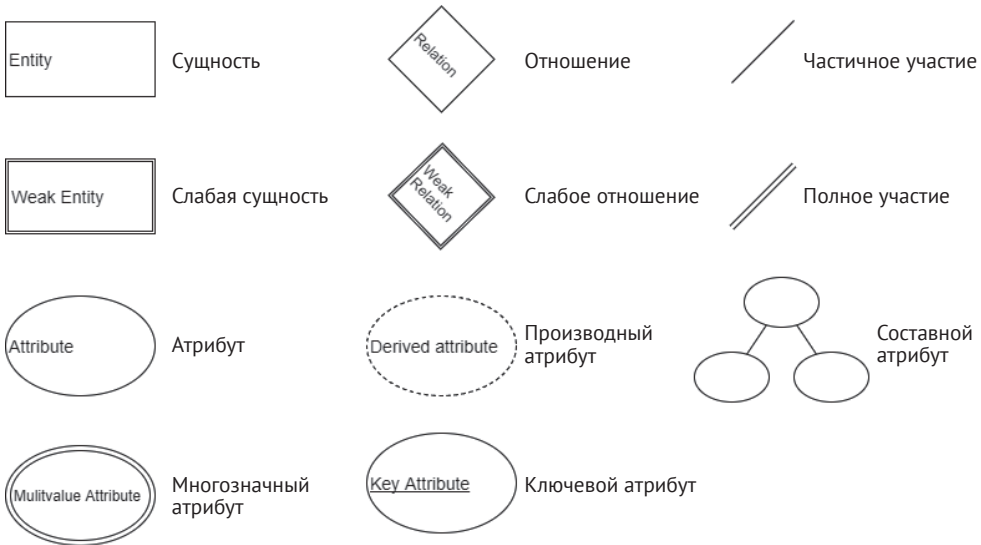 Entity
Сущность
Relation
Отношение
Частичное участие
Weak Entity
Слабая сущность
Weak
Relation
Слабое отношение
Полное участие
Attribute
Атрибут
Derived attribute
Производный
атрибут
Составной
атрибут
Mulitvalue Attribute
Многозначный
атрибут
Key Attribute
Ключевой атрибут